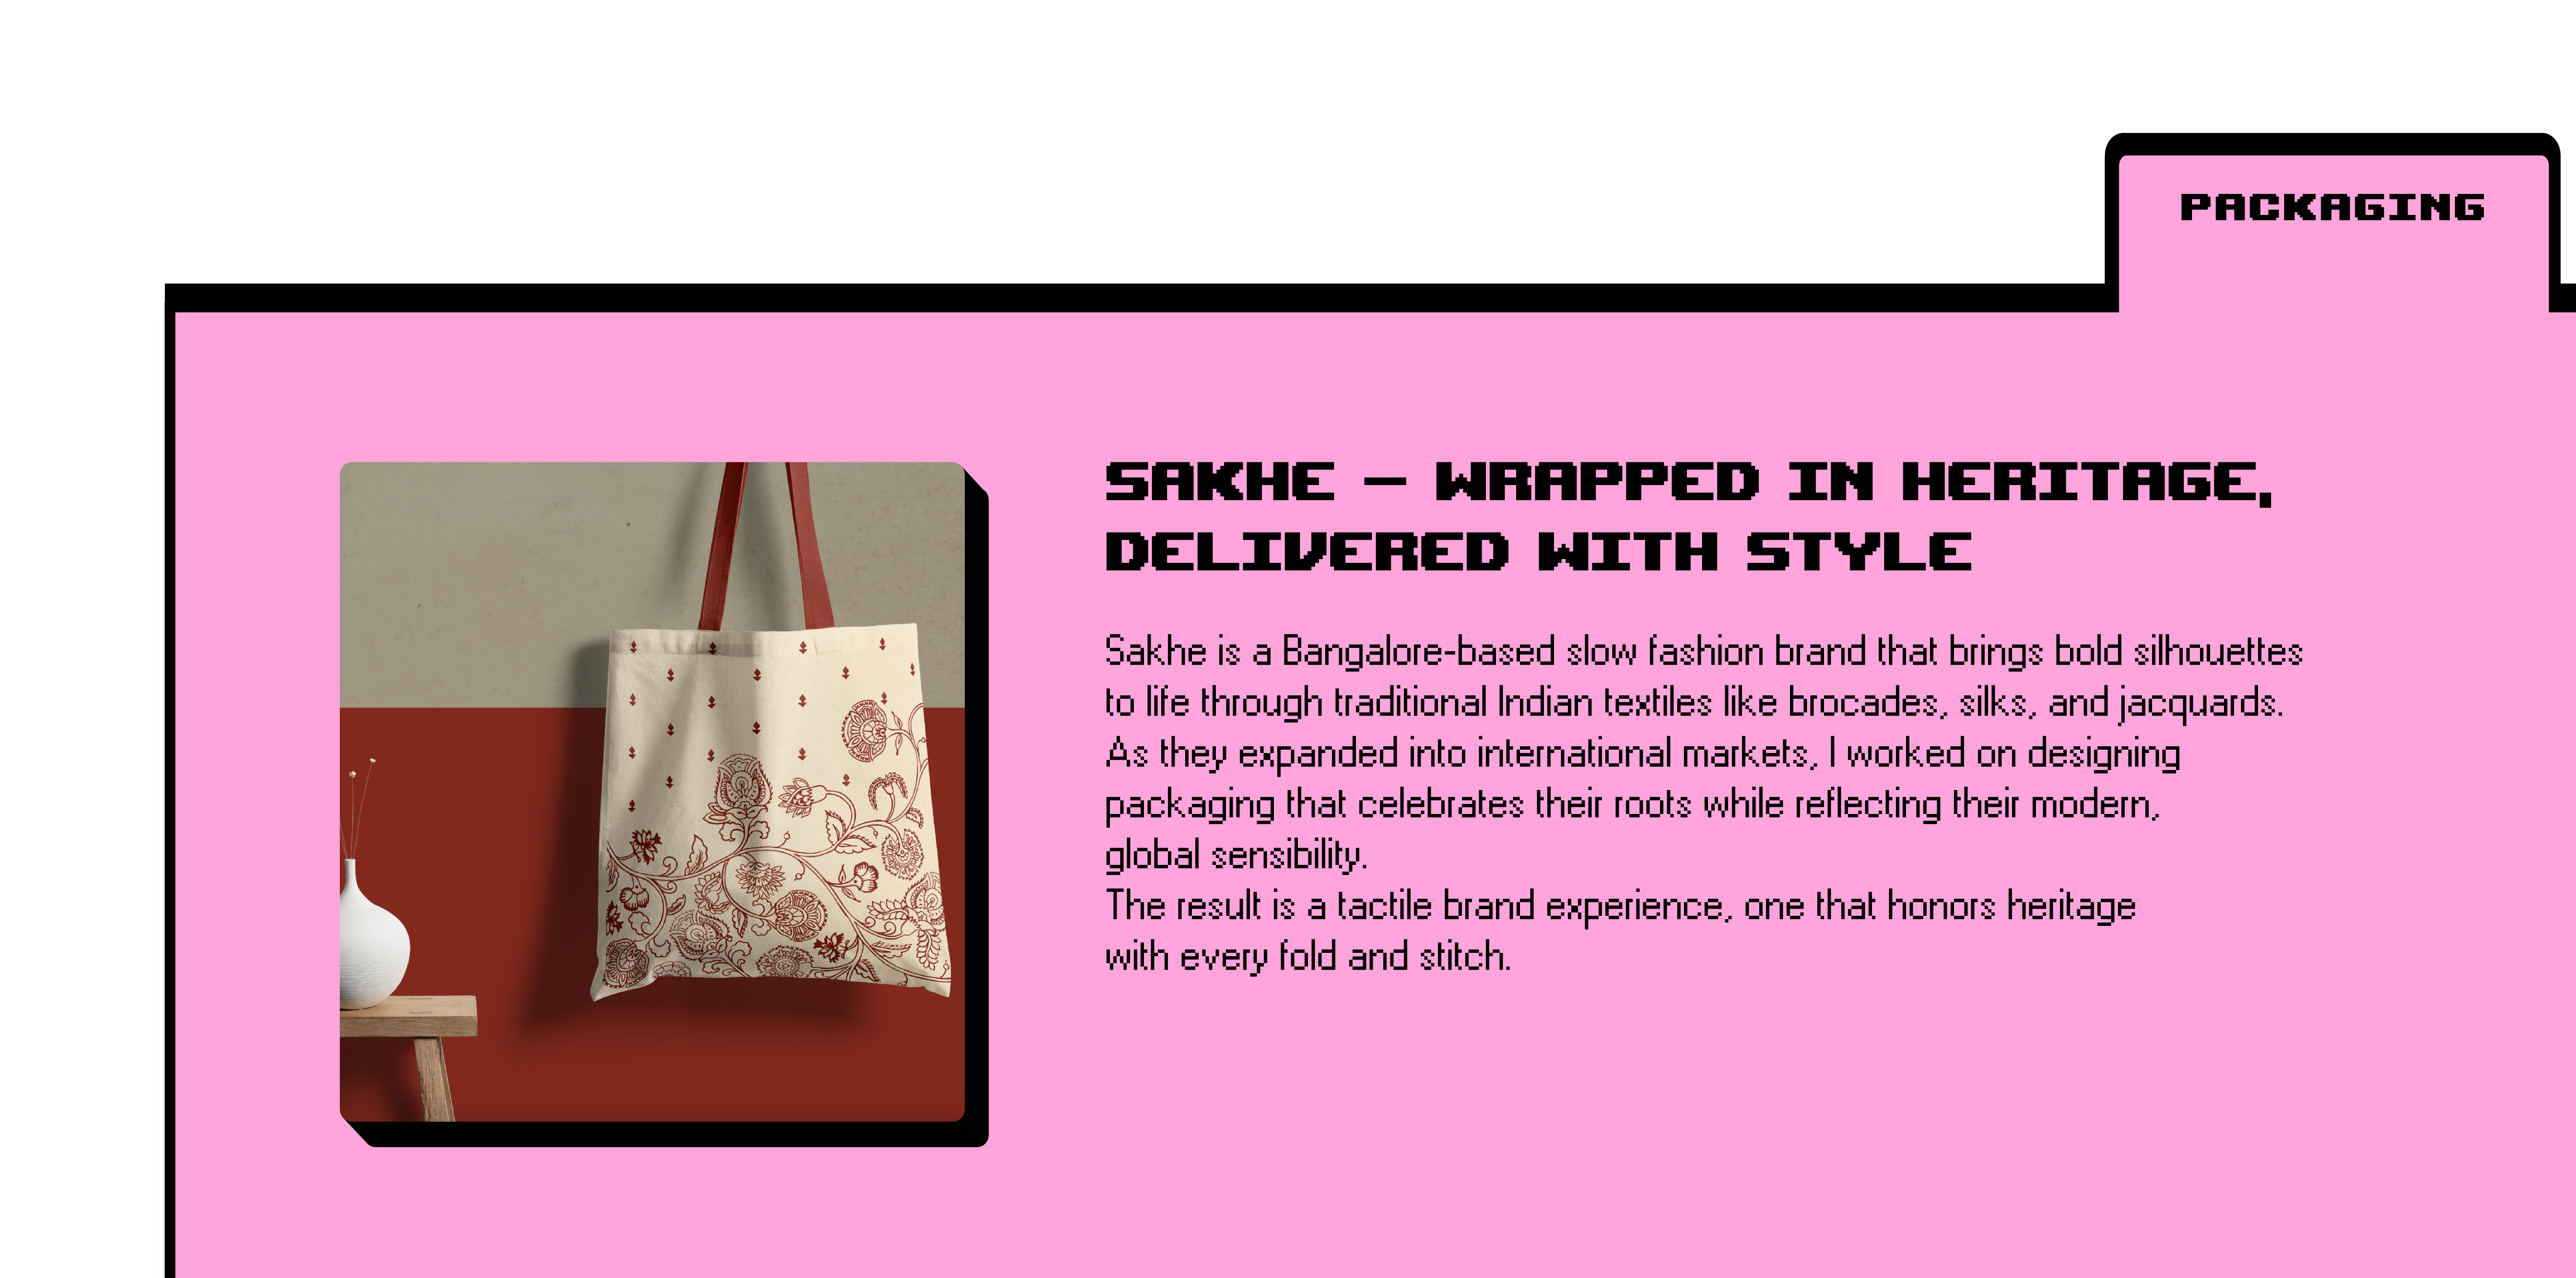 PACKAGING
SAKHE – WRAPPED IN HERITAGE,
DELIVERED WITH STYLE
Sakhe is a Bangalore-based slow fashion brand that brings bold silhouettes
to life through traditional Indian textiles like brocades, silks, and jacquards.
As they expanded into international markets, I worked on designing
packaging that celebrates their roots while reflecting their modern,
global sensibility.
The result is a tactile brand experience, one that honors heritage
with every fold and stitch.